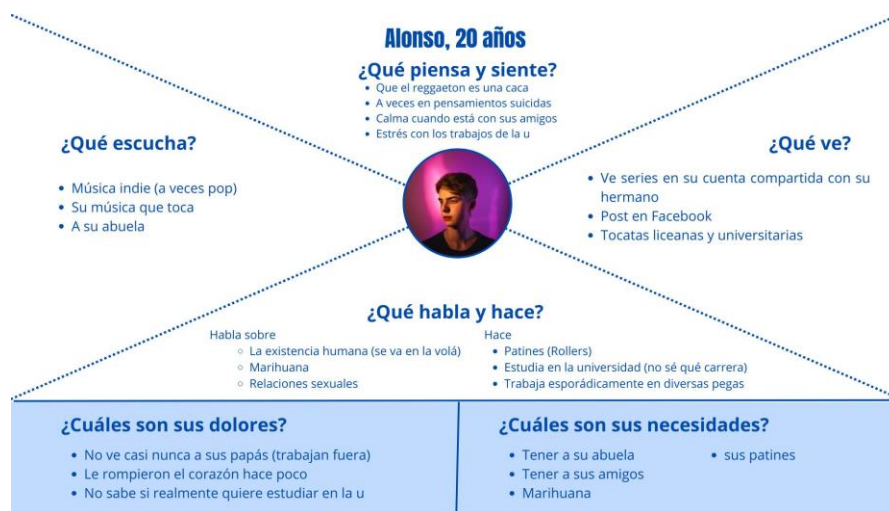 Alonso, 20 años
¿Qué piensa y siente?
• Que el reggaeton es una caca
• A veces en pensamientos suicidas
• Calma cuando está con sus amigos
• Estrés con los trabajos de la u
¿Qué escucha?
• Música indie (a veces pop)
• Su música que toca
• A su abuela
¿Qué ve?
• Ve series en su cuenta compartida con su
hermano
• Post en Facebook
• Tocatas liceanas y universitarias
¿Qué habla y hace?
Habla sobre
○ La existencia humana (se va en la volá)
○ Marihuana
○ Relaciones sexuales
Hace
• Patines (Rollers)
• Estudia en la universidad (no sé qué carrera)
• Trabaja esporádicamente en diversas pegas
¿Cuáles son sus dolores?
• No ve casi nunca a sus papás (trabajan fuera)
• Le rompieron el corazón hace poco
• No sabe si realmente quiere estudiar en la u
¿Cuáles son sus necesidades?
• Tener a su abuela
• Tener a sus amigos
• Marihuana
• sus patines